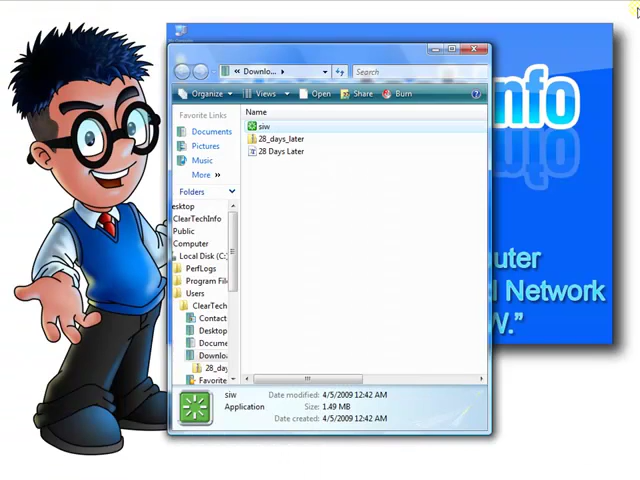 « Downlo... ▸
Search
Organize Views Open Share Burn
Favorite Links
Documents
Pictures
Music
More »
Folders
esktop
ClearTechInfo
Public
Computer
Local Disk (C:
PerfLogs
Program File
Users
ClearTech
Contact
Desktop
Docume
Downlo
28_day
Favorite
Name
siw
28_days_later
28 Days Later
siw
Application
Date modified: 4/5/2009 12:42 AM
Size: 1.49 MB
Date created: 4/5/2009 12:42 AM
nfo
puter
d Network
W.”